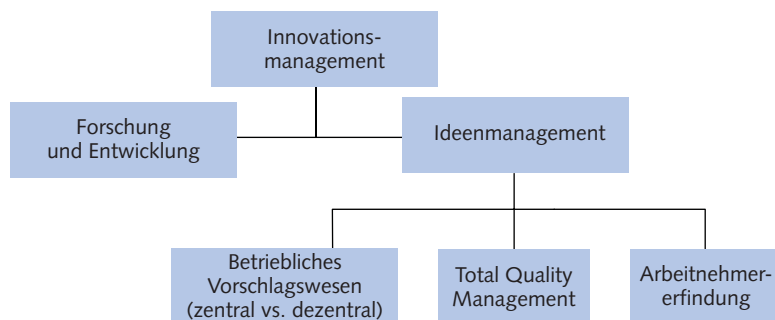 Innovations-
management
Forschung
und Entwicklung
Ideenmanagement
Betriebliches
Vorschlagswesen
(zentral vs. dezentral)
Total Quality
Management
Arbeitnehmer-
erfindung